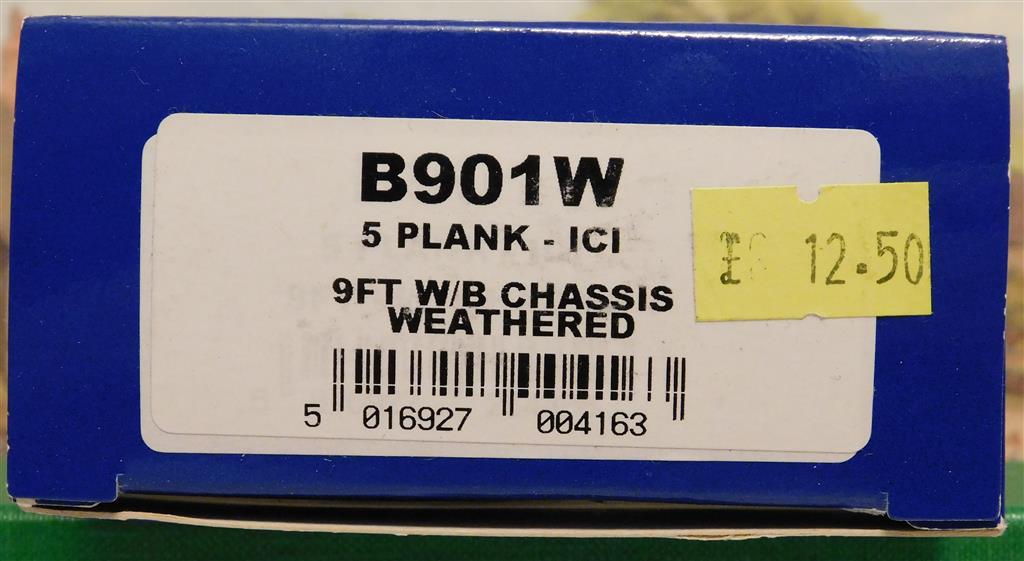 B901W
5 PLANK - ICI
9FT W/B CHASSIS
WEATHERED
5 016927 004163
£ 12.50